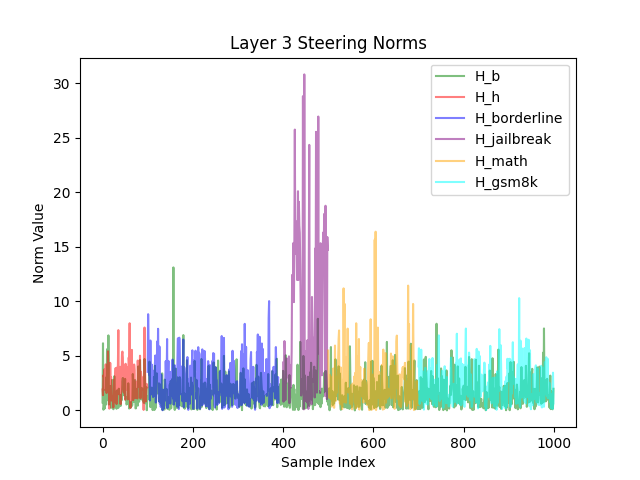 Layer 3 Steering Norms
Norm Value
30
25
20
15
10
5
0
H_b
H_h
H_borderline
H_jailbreak
H_math
H_gsm8k
0
200
400
600
800
1000
Sample Index